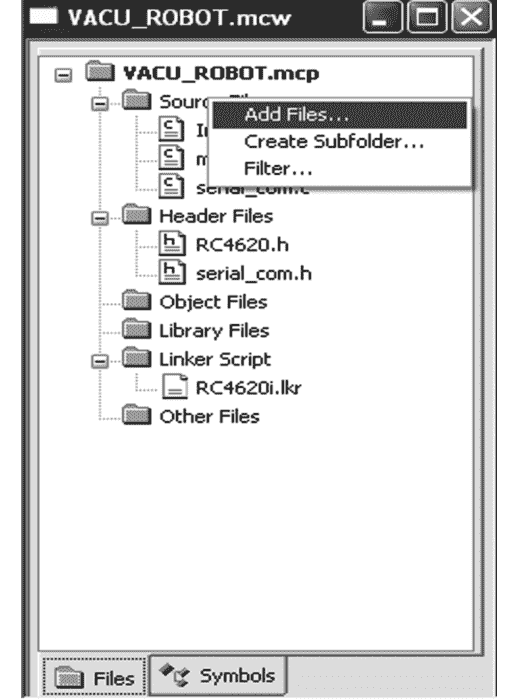 VACU_ROBOT.mcw
VACU_ROBOT.mcp
Add Files...
Create Subfolder...
Filter...
serial_com.c
Header Files
RC4620.h
serial_com.h
Object Files
Library Files
Linker Script
RC4620i.lkr
Other Files
Files
Symbols